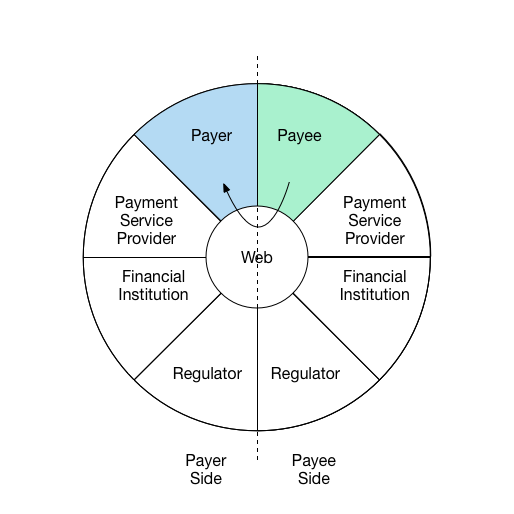 Payer
Payee
Payment
Service
Provider
Payment
Service
Provider
Web
Financial
Institution
Financial
Institution
Regulator
Regulator
Payer
Side
Payee
Side